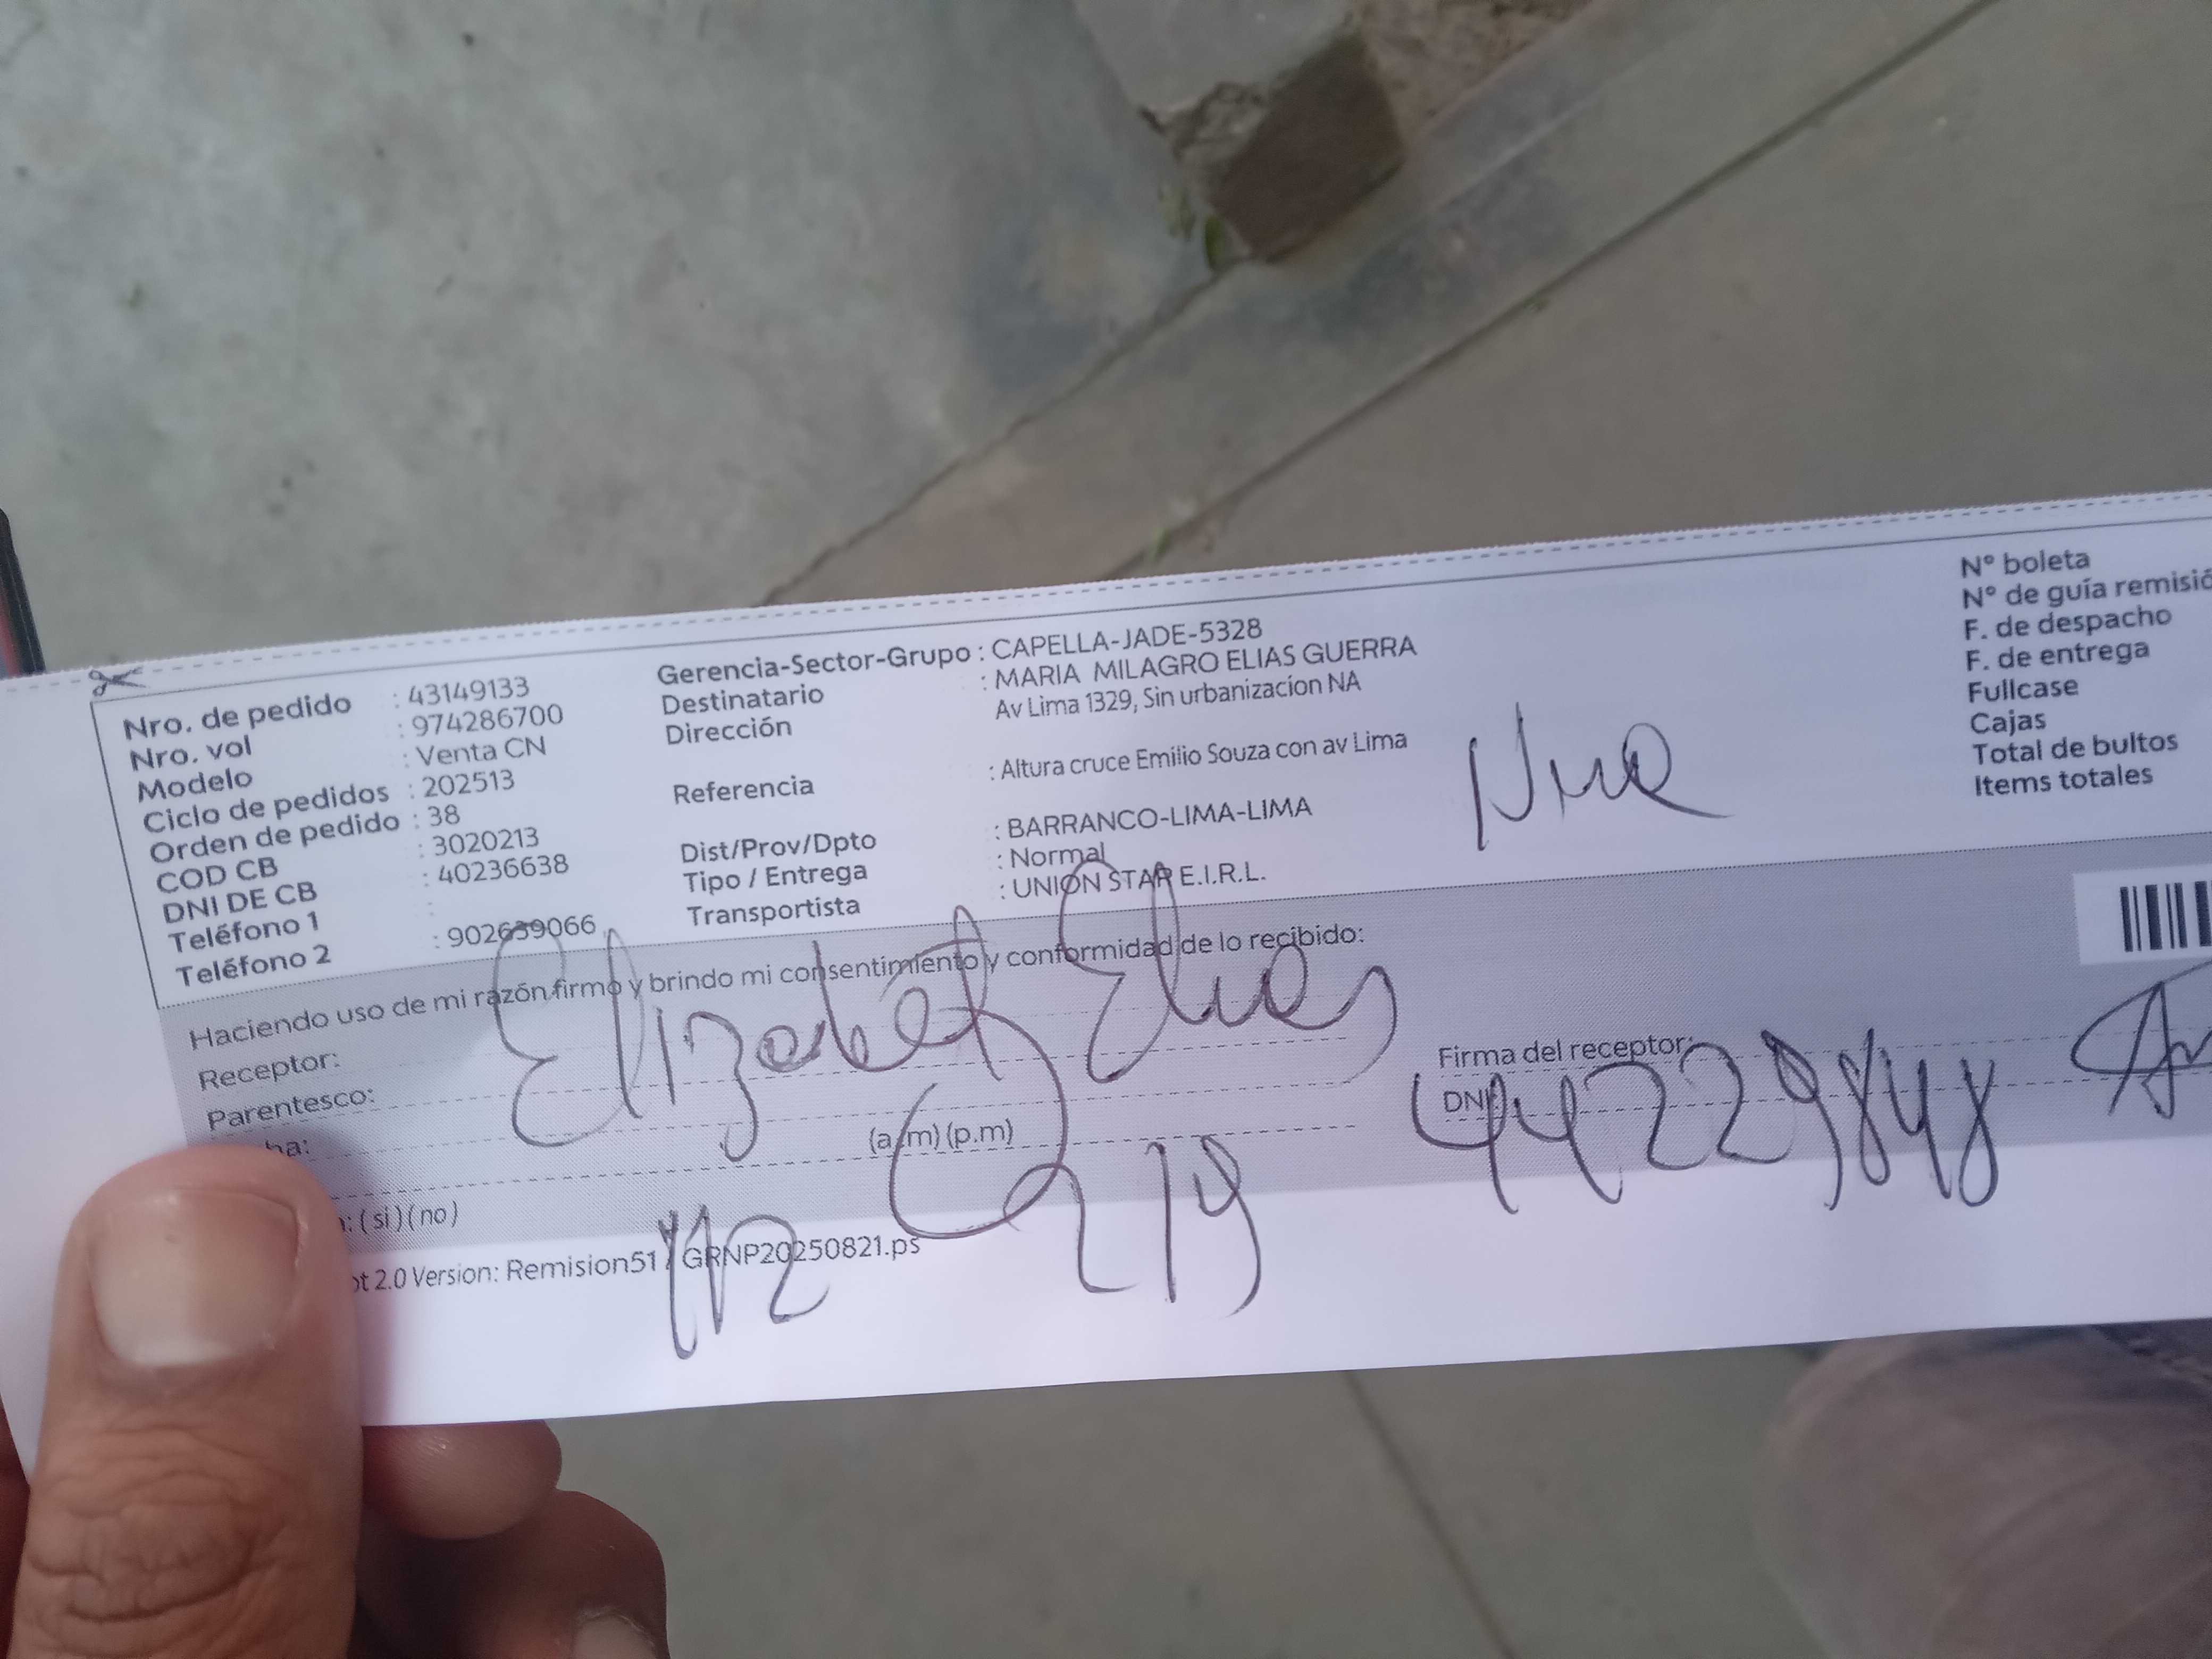 Nro. de pedido : 43149133
Nro. vol : 974286700
Modelo : Venta CN
Ciclo de pedidos : 202513
Orden de pedido : 38
COD CB : 3020213
DNI DE CB : 40236638
Teléfono 1 :
Teléfono 2 : 902639066
Gerencia-Sector-Grupo : CAPELLA-JADE-5328
Destinatario : MARIA MILAGRO ELIAS GUERRA
Dirección Av Lima 1329, Sin urbanizacion NA
Referencia : Altura cruce Emilio Souza con av Lima
Dist/Prov/Dpto : BARRANCO-LIMA-LIMA
Tipo / Entrega : Normal
Transportista : UNION STAR E.I.R.L.
N° boleta
N° de guía remisió
F. de despacho
F. de entrega
Fullcase
Cajas
Total de bultos
Items totales
Haciendo uso de mi razón firmo y brindo mi consentimiento y conformidad de lo recibido:
Receptor: Elizabet Elias
Parentesco:
ha: (a.m) (p.m)
Firma del receptor:
DNI: 44229848
: ( si ) ( no )
ot 2.0 Version: Remision51 / GRNP20250821.ps
219